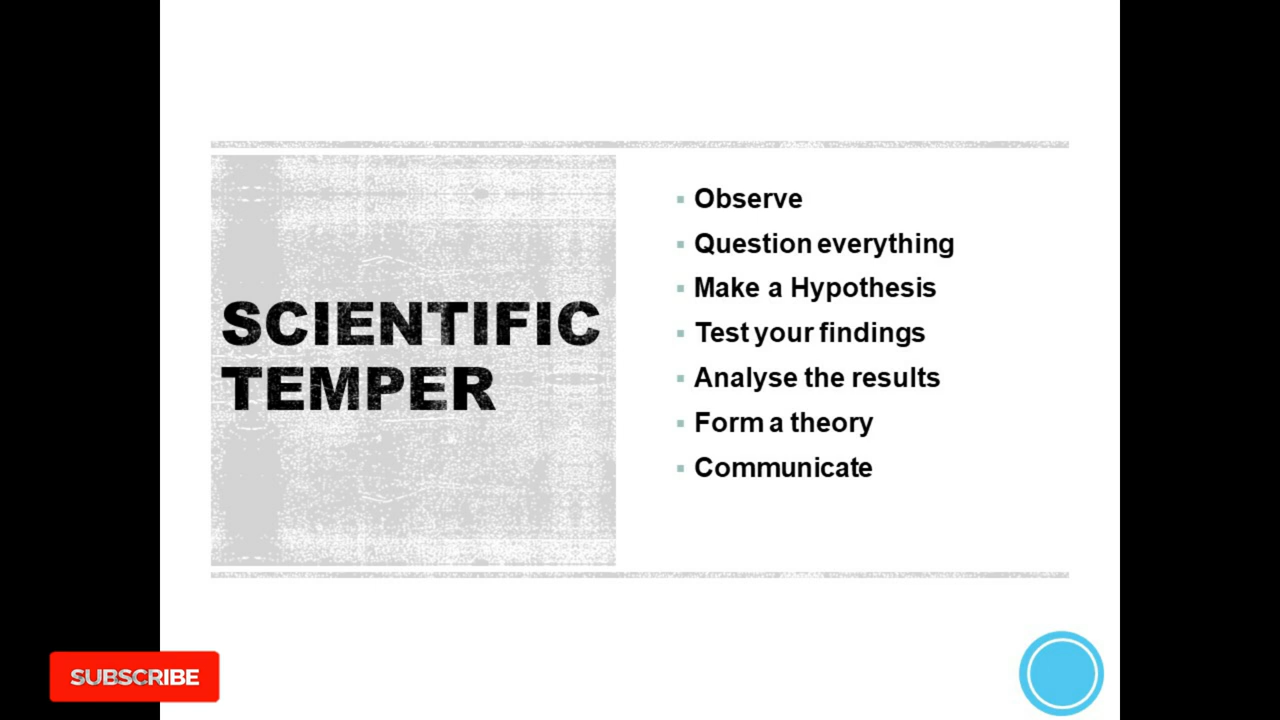 SCIENTIFIC
TEMPER
Observe
Question everything
Make a Hypothesis
Test your findings
Analyse the results
Form a theory
Communicate
SUBSCRIBE